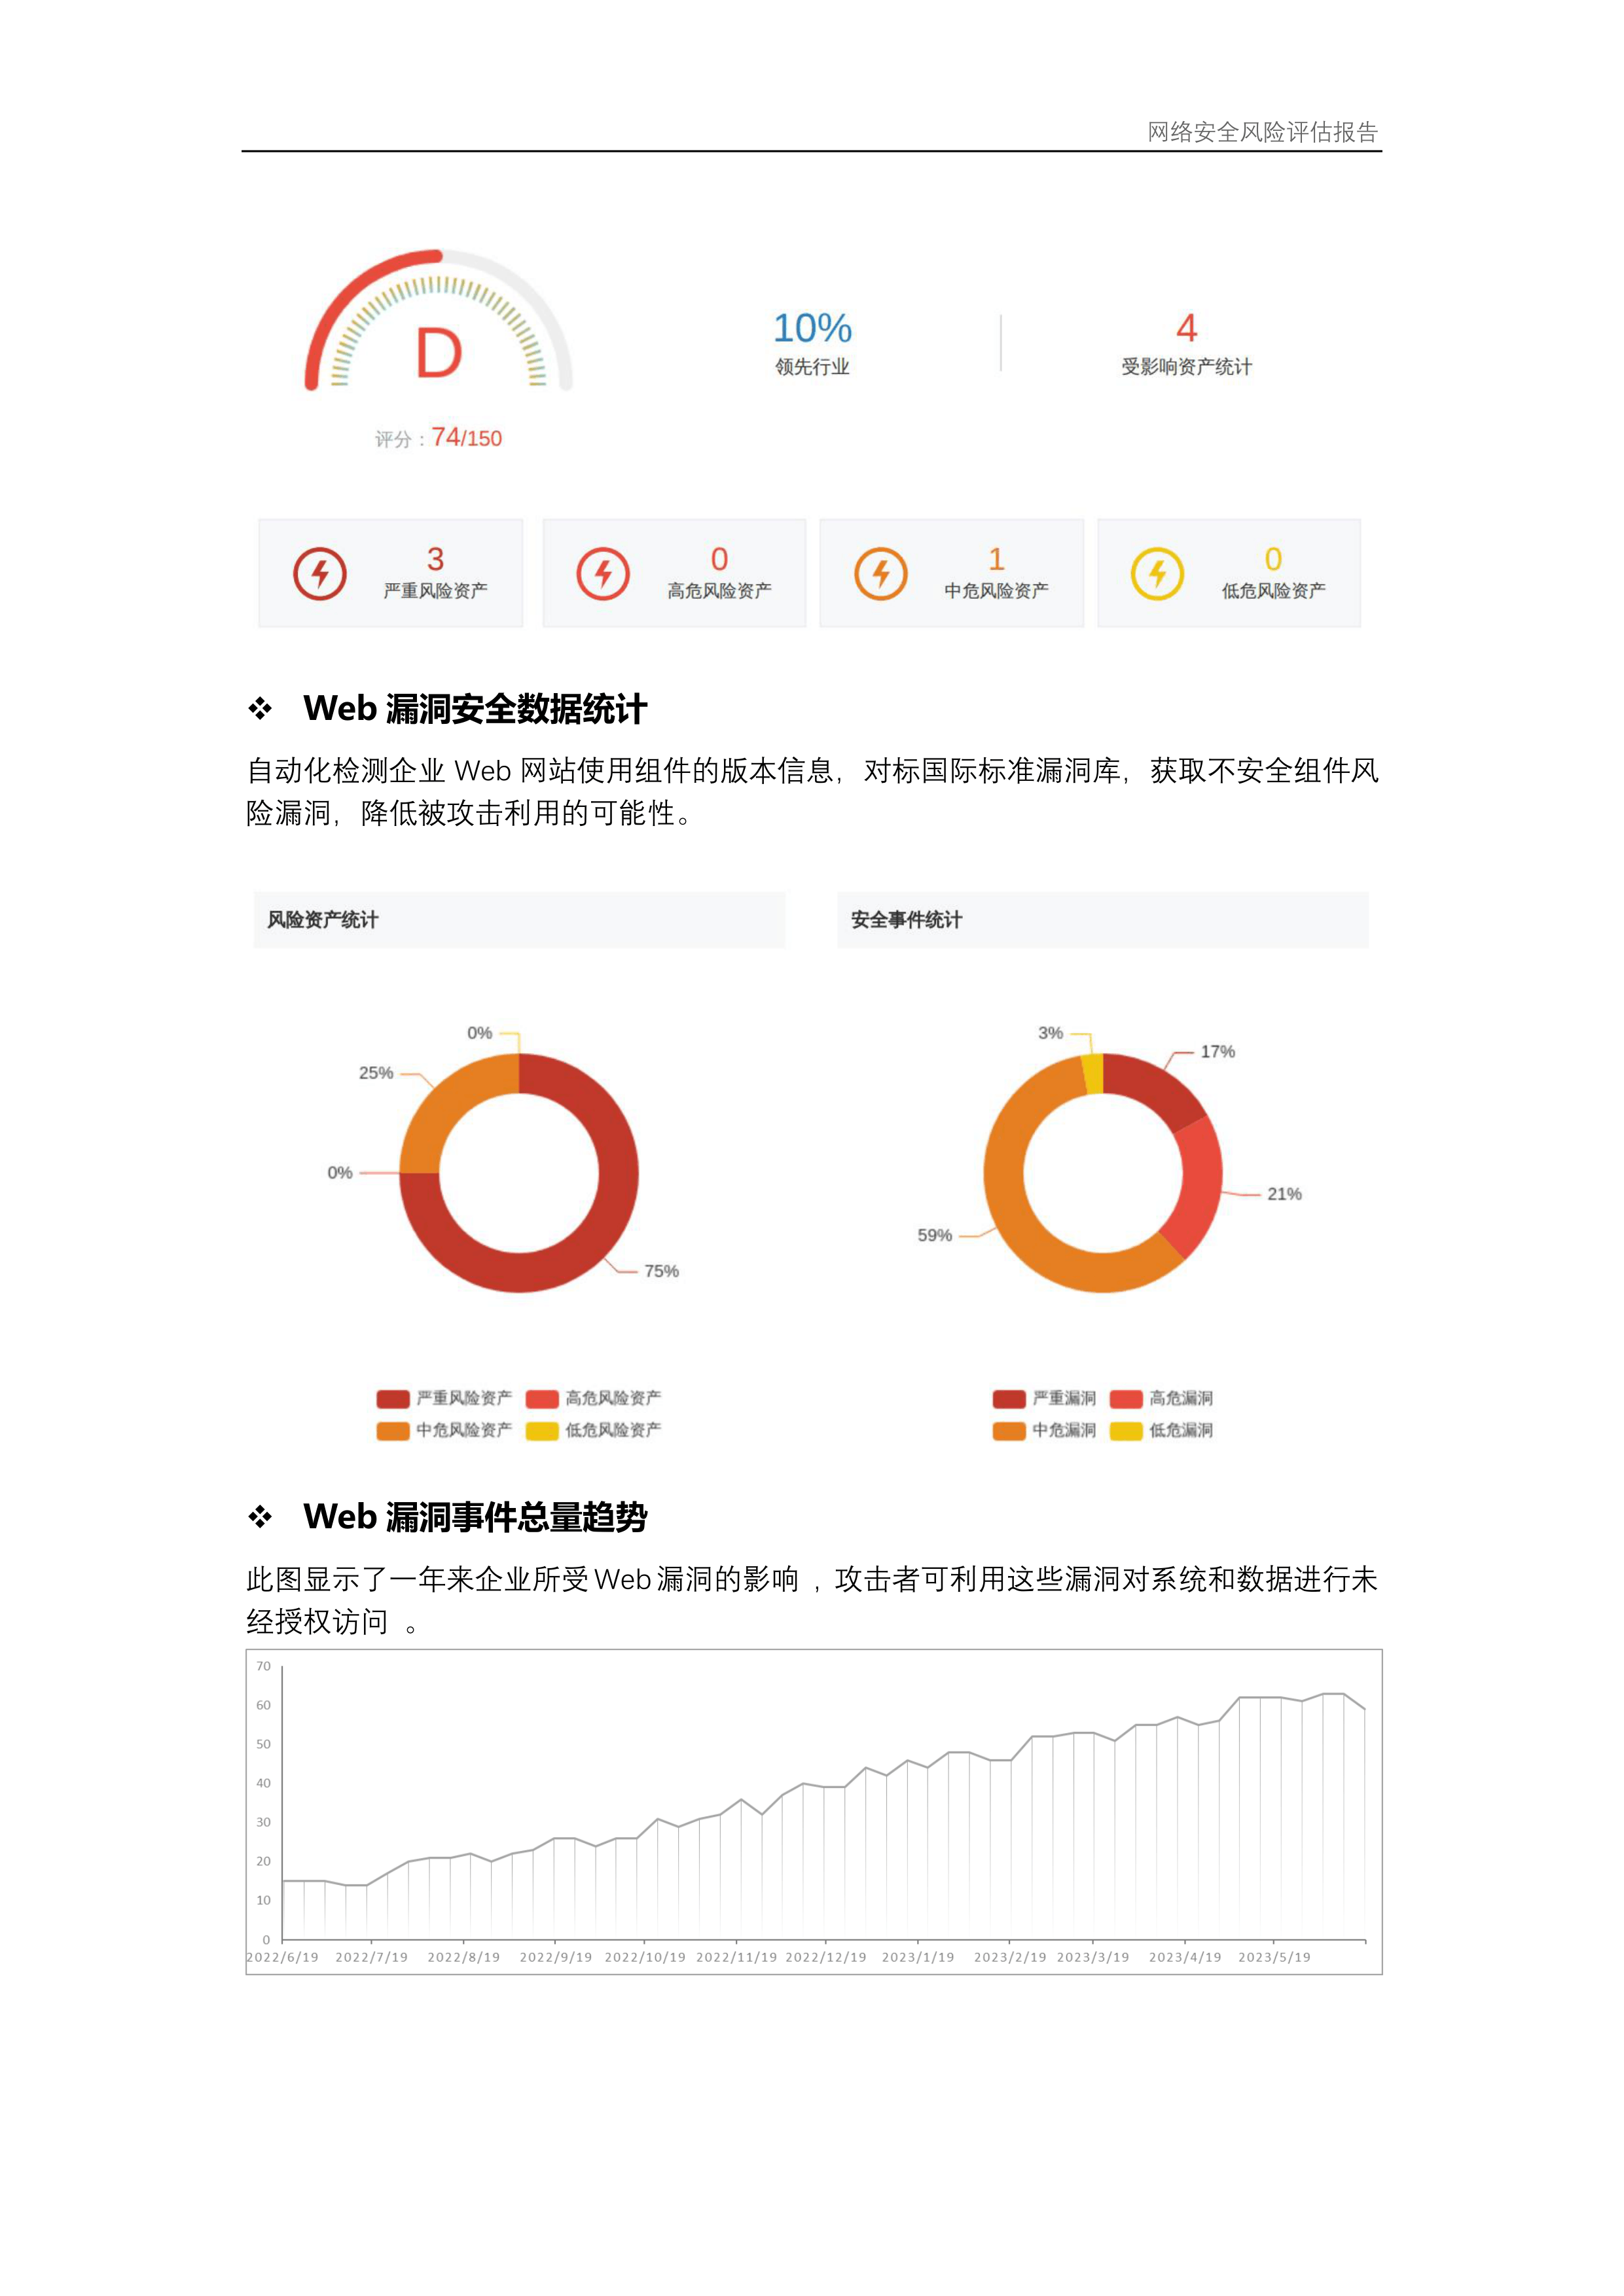 网络安全风险评估报告
D
评分：74/150
10%
领先行业
4
受影响资产统计
3
严重风险资产
0
高危风险资产
1
中危风险资产
0
低危风险资产
❖ Web 漏洞安全数据统计
自动化检测企业 Web 网站使用组件的版本信息，对标国际标准漏洞库，获取不安全组件风
险漏洞，降低被攻击利用的可能性。
风险资产统计
0%
25%
0%
75%
严重风险资产 高危风险资产
中危风险资产 低危风险资产
安全事件统计
3%
17%
21%
59%
严重漏洞 高危漏洞
中危漏洞 低危漏洞
❖ Web 漏洞事件总量趋势
此图显示了一年来企业所受 Web 漏洞的影响 ，攻击者可利用这些漏洞对系统和数据进行未
经授权访问 。
70
60
50
40
30
20
10
0
2022/6/19 2022/7/19 2022/8/19 2022/9/19 2022/10/19 2022/11/19 2022/12/19 2023/1/19 2023/2/19 2023/3/19 2023/4/19 2023/5/19